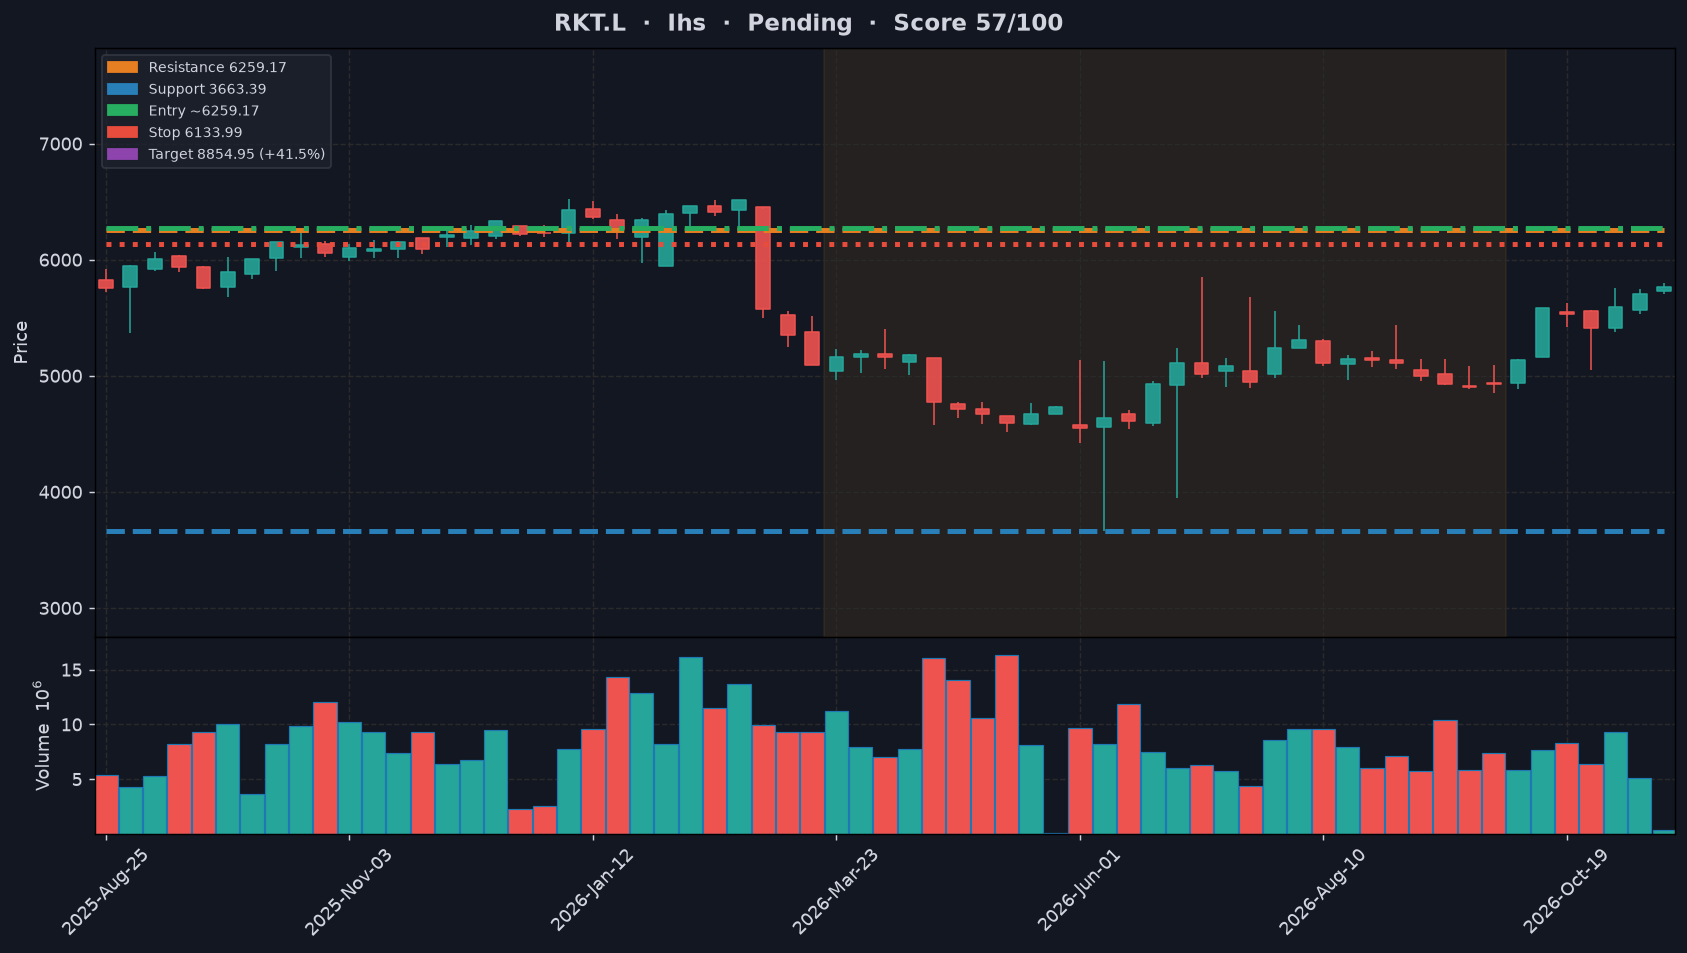 RKT.L · Ihs · Pending · Score 57/100
Resistance 6259.17
Support 3663.39
Entry ~6259.17
Stop 6133.99
Target 8854.95 (+41.5%)
Price
7000
6000
5000
4000
3000
Volume 10⁶
15
10
5
2025-Aug-25
2025-Nov-03
2026-Jan-12
2026-Mar-23
2026-Jun-01
2026-Aug-10
2026-Oct-19